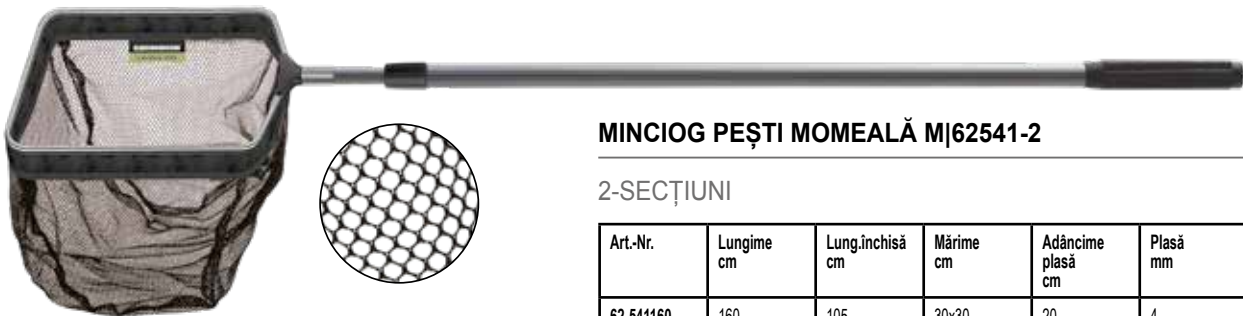 MINCIOG PEȘTI MOMEALĂ M|62541-2
2-SECȚIUNI
Art.-Nr. Lungime cm Lung.închisă cm Mărime cm Adâncime plasă cm Plasă mm
62-541160 160 105 30x30 20 4